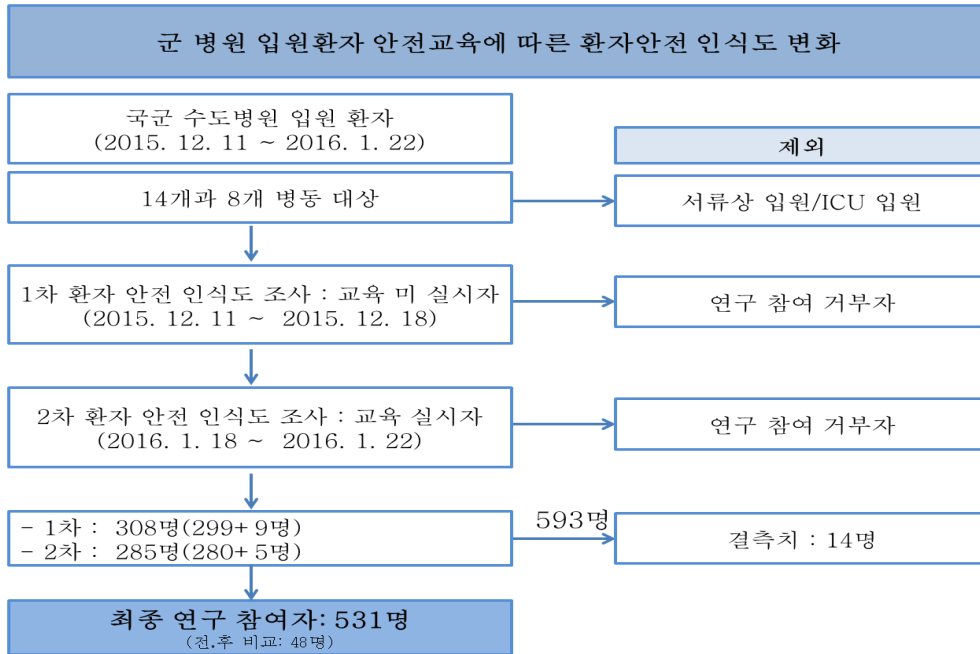 군 병원 입원환자 안전교육에 따른 환자안전 인식도 변화
국군 수도병원 입원 환자
(2015. 12. 11 ~ 2016. 1. 22)
제외
14개과 8개 병동 대상
서류상 입원/ICU 입원
1차 환자 안전 인식도 조사 : 교육 미 실시자
(2015. 12. 11 ~ 2015. 12. 18)
연구 참여 거부자
2차 환자 안전 인식도 조사 : 교육 실시자
(2016. 1. 18 ~ 2016. 1. 22)
연구 참여 거부자
- 1차 : 308명(299+9명)
- 2차 : 285명(280+5명)
593명
결측치 : 14명
최종 연구 참여자: 531명
(전.후 비교: 48명)